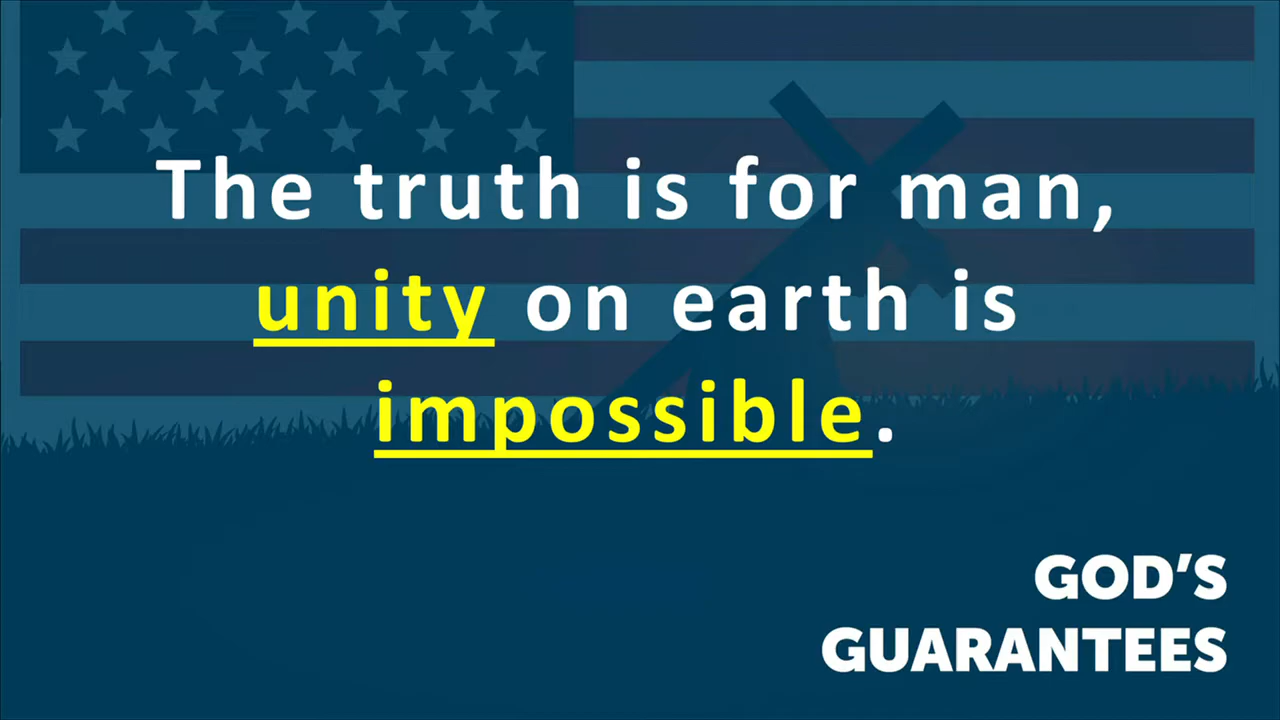 The truth is for man,
unity on earth is
impossible.
GOD'S
GUARANTEES